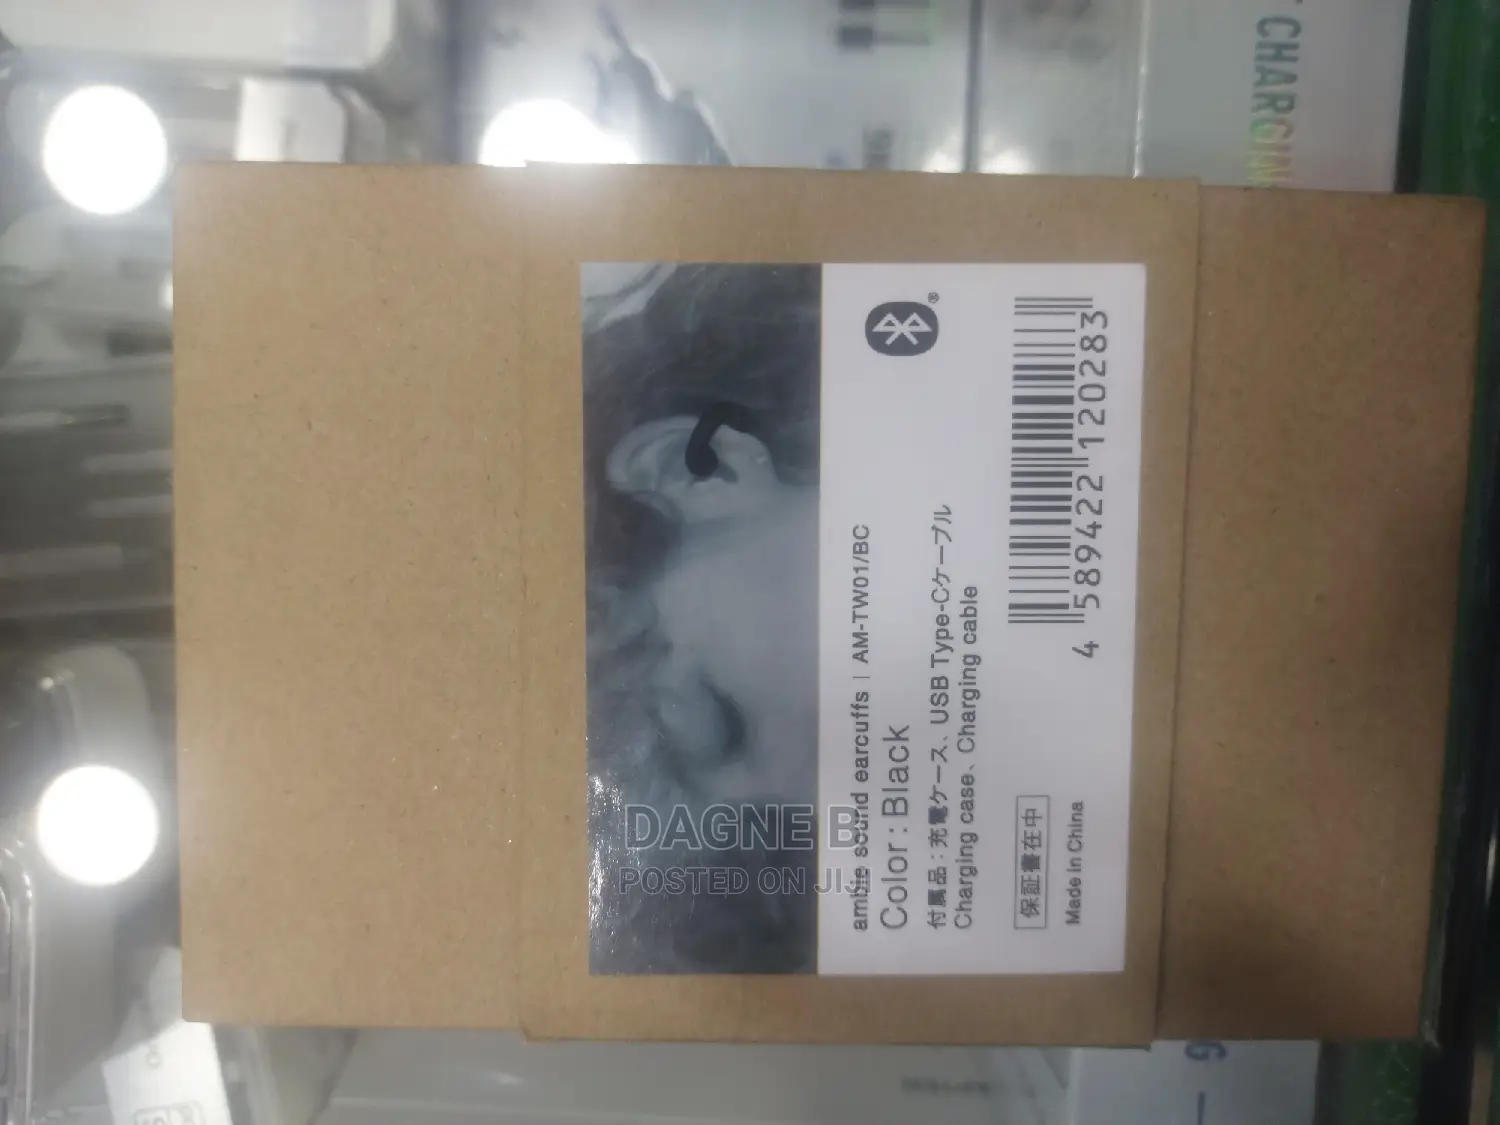 ambie sound earcuffs | AM-TW01/BC
Color : Black
付属品：充電ケース、USB Type-Cケーブル
Charging case、Charging cable
保証書在中
Made in China
4 589422 120283
®
DAGNE B
POSTED ON JIJI
CHARGING
G